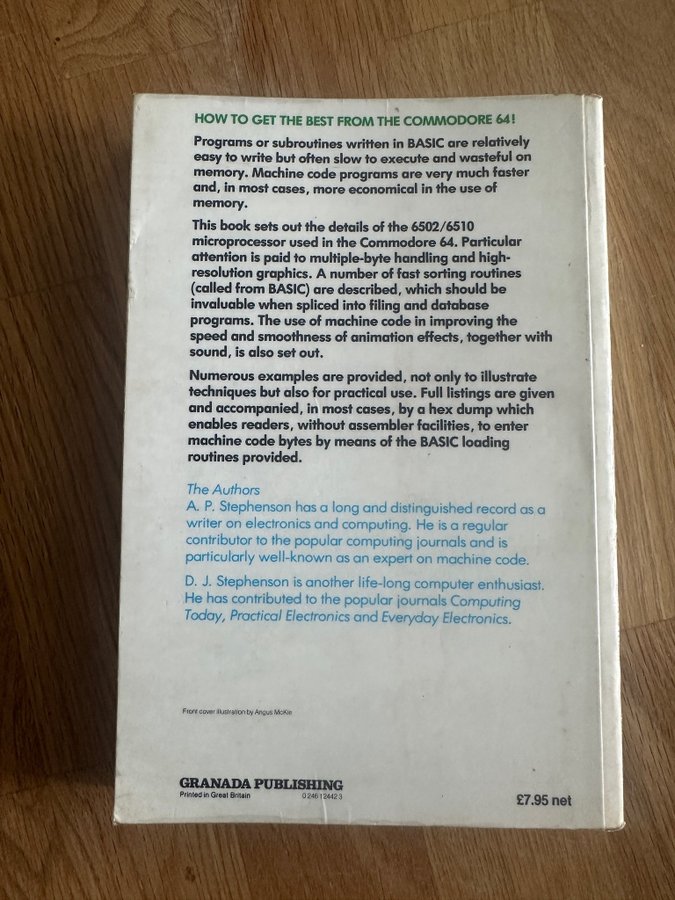 HOW TO GET THE BEST FROM THE COMMODORE 64!
Programs or subroutines written in BASIC are relatively
easy to write but often slow to execute and wasteful on
memory. Machine code programs are very much faster
and, in most cases, more economical in the use of
memory.
This book sets out the details of the 6502/6510
microprocessor used in the Commodore 64. Particular
attention is paid to multiple-byte handling and high-
resolution graphics. A number of fast sorting routines
(called from BASIC) are described, which should be
invaluable when spliced into filing and database
programs. The use of machine code in improving the
speed and smoothness of animation effects, together with
sound, is also set out.
Numerous examples are provided, not only to illustrate
techniques but also for practical use. Full listings are given
and accompanied, in most cases, by a hex dump which
enables readers, without assembler facilities, to enter
machine code bytes by means of the BASIC loading
routines provided.
The Authors
A. P. Stephenson has a long and distinguished record as a
writer on electronics and computing. He is a regular
contributor to the popular computing journals and is
particularly well-known as an expert on machine code.
D. J. Stephenson is another life-long computer enthusiast.
He has contributed to the popular journals Computing
Today, Practical Electronics and Everyday Electronics.
Front cover illustration by Angus McKie
GRANADA PUBLISHING
Printed in Great Britain 0 246 12442 3
£7.95 net